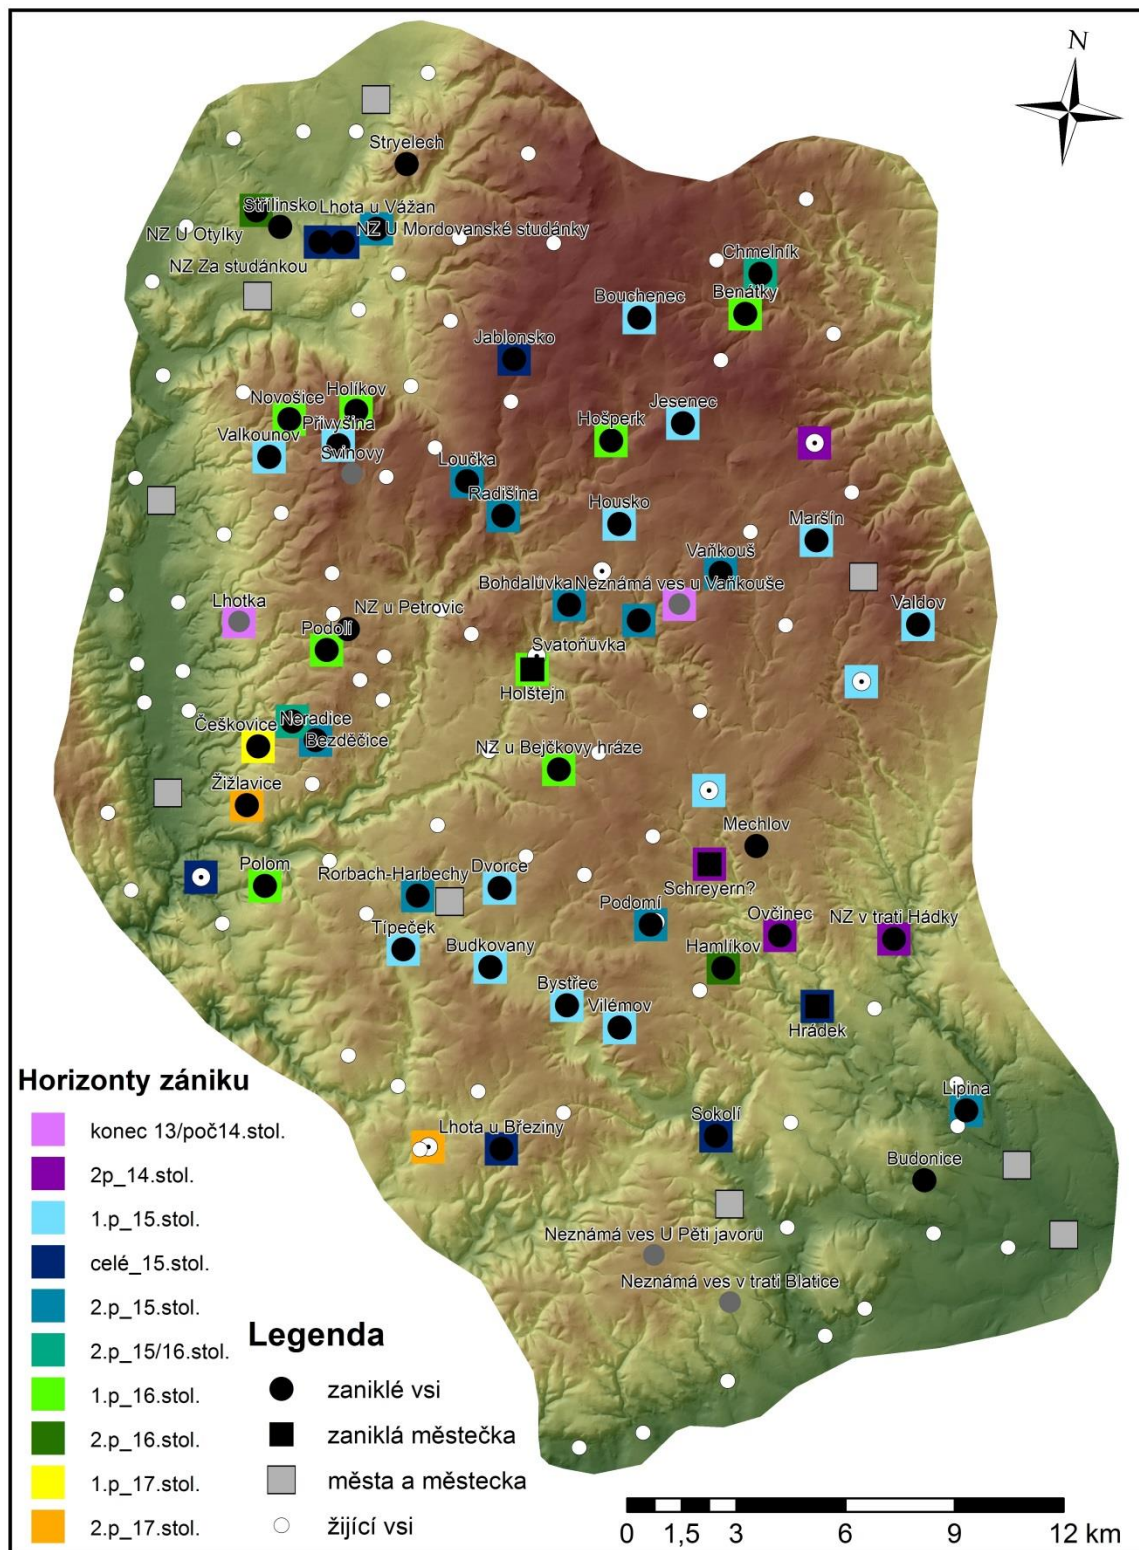 N
Stryelech
Střílinsko
Lhota u Vážan
NZ U Otylky
NZ U Mordovanské studánky
NZ Za studánkou
Chmelník
Benátky
Bouchenec
Jablonsko
Novošice
Holíkov
Přivyšina
Valkounov
Svinovy
Hošperk
Jesenec
Loučka
Radišina
Housko
Maršín
Vaňkouš
Bohdalůvka
Neznámá ves u Vaňkouše
Valdov
Lhotka
NZ u Petrovic
Podolí
Svatoňůvka
Holštejn
Neradice
Češkovice
Bezděčice
NZ u Bejčkovy hráze
Žižlavice
Mechlov
Schreyern?
Polom
Rorbach-Harbechy
Dvorce
Podomí
Ovčinec
NZ v trati Hádky
Típeček
Budkovany
Hamlíkov
Bystřec
Vilémov
Hrádek
Lipina
Sokolí
Lhota u Březiny
Budonice
Neznámá ves U Pěti javorů
Neznámá ves v trati Blatice
Horizonty zániku
konec 13/poč14.stol.
2p_14.stol.
1.p_15.stol.
celé_15.stol.
2.p_15.stol.
2.p_15/16.stol.
1.p_16.stol.
2.p_16.stol.
1.p_17.stol.
2.p_17.stol.
Legenda
zaniklé vsi
zaniklá městečka
města a městecka
žijící vsi
0 1,5 3 6 9 12 km